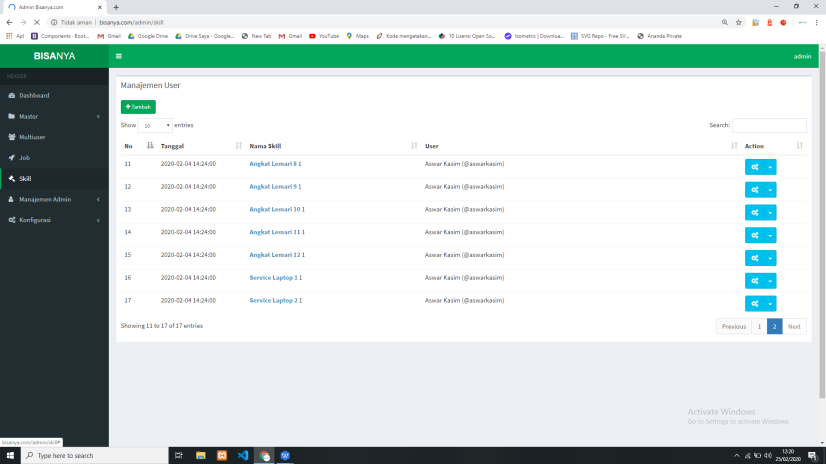 Admin Bisanya.com
Tidak aman | bisanya.com/admin/skill
Apl Components · Boot... Gmail Google Drive Drive Saya - Google... New Tab Gmail YouTube Maps Kode mengatakan... 10 Lisensi Open So... Isometric | Downloa... SVG Repo - Free SV... Ananda Private
BISANYA
admin
HEADER
Dashboard
Master
Multiuser
Job
Skill
Manajemen Admin
Konfigurasi
Manajemen User
+ Tambah
Show 10 entries
Search:
No Tanggal Nama Skill User Action
11 2020-02-04 14:24:00 Angkat Lemari 8 1 Aswar Kasim (@aswarkasim)
12 2020-02-04 14:24:00 Angkat Lemari 9 1 Aswar Kasim (@aswarkasim)
13 2020-02-04 14:24:00 Angkat Lemari 10 1 Aswar Kasim (@aswarkasim)
14 2020-02-04 14:24:00 Angkat Lemari 11 1 Aswar Kasim (@aswarkasim)
15 2020-02-04 14:24:00 Angkat Lemari 12 1 Aswar Kasim (@aswarkasim)
16 2020-02-04 14:24:00 Service Laptop 1 1 Aswar Kasim (@aswarkasim)
17 2020-02-04 14:24:00 Service Laptop 2 1 Aswar Kasim (@aswarkasim)
Showing 11 to 17 of 17 entries
Previous 1 2 Next
Activate Windows
Go to Settings to activate Windows.
bisanya.com/admin/skill#
Type here to search
12:20
25/02/2020